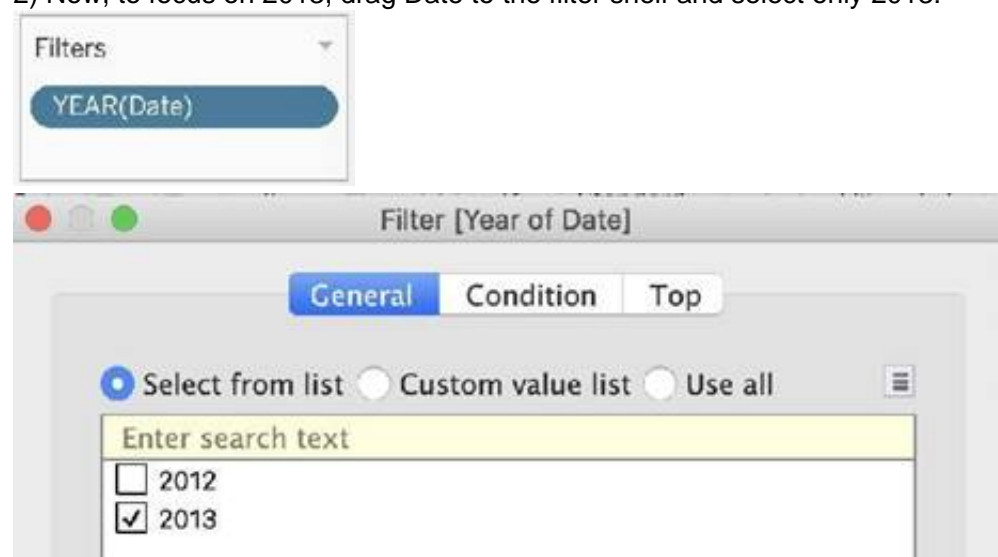 2) Now, to focus on 2013, drag Date to the filter shelf and select only 2013.
Filters
YEAR(Date)
Filter [Year of Date]
General Condition Top
Select from list Custom value list Use all
Enter search text
2012
2013